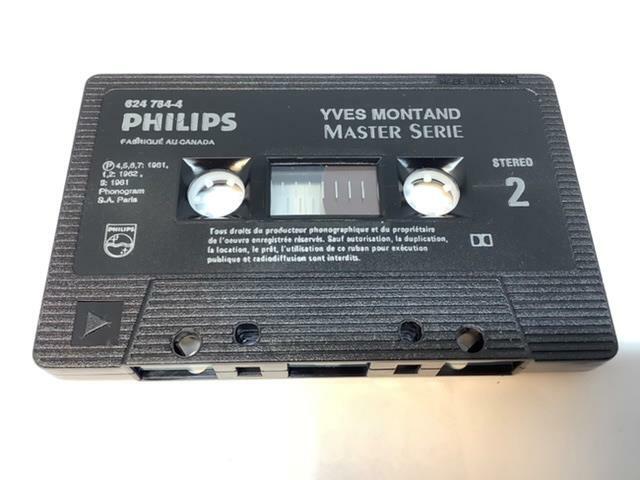 624 784-4
PHILIPS
FABRIQUÉ AU CANADA
YVES MONTAND
MASTER SERIE
Ⓟ 4,5,6,7: 1961,
1,2: 1962,
3: 1961
Phonogram
S.A. Paris
STEREO
2
PHILIPS
Tous droits du producteur phonographique et du propriétaire
de l'oeuvre enregistrée réservés. Sauf autorisation, la duplication,
la location, le prêt, l'utilisation de ce ruban pour exécution
publique et radiodiffusion sont interdits.